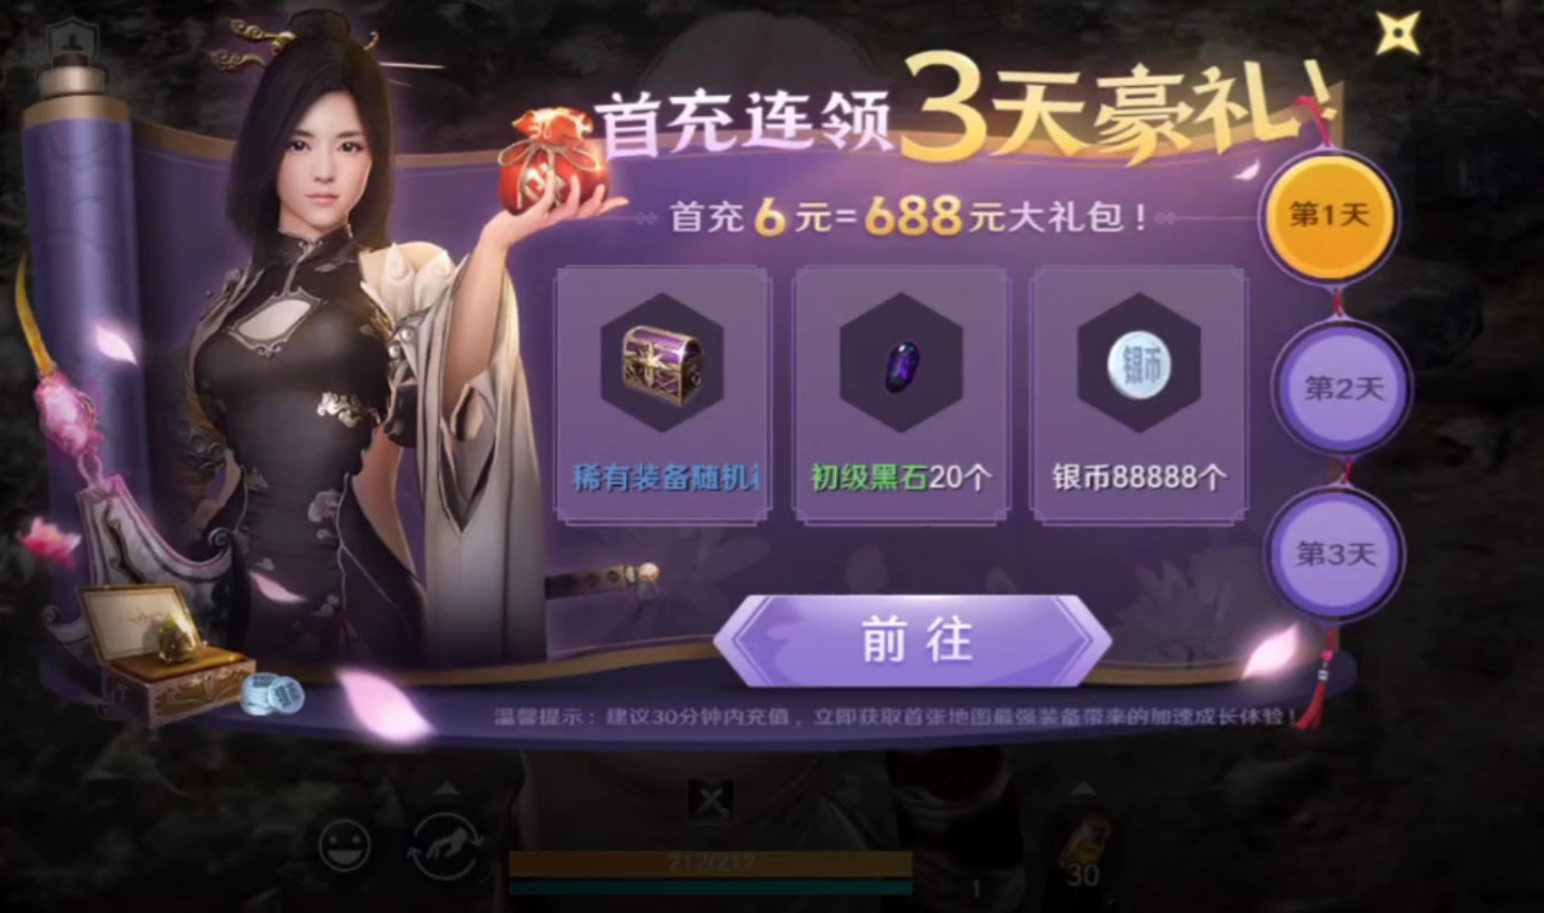 首充连领3天豪礼!
首充6元=688元大礼包!
第1天
第2天
第3天
稀有装备随机
初级黑石20个
银币
银币88888个
前往
温馨提示：建议30分钟内充值，立即获取首张地图最强装备带来的加速成长体验!
212/212
1
30